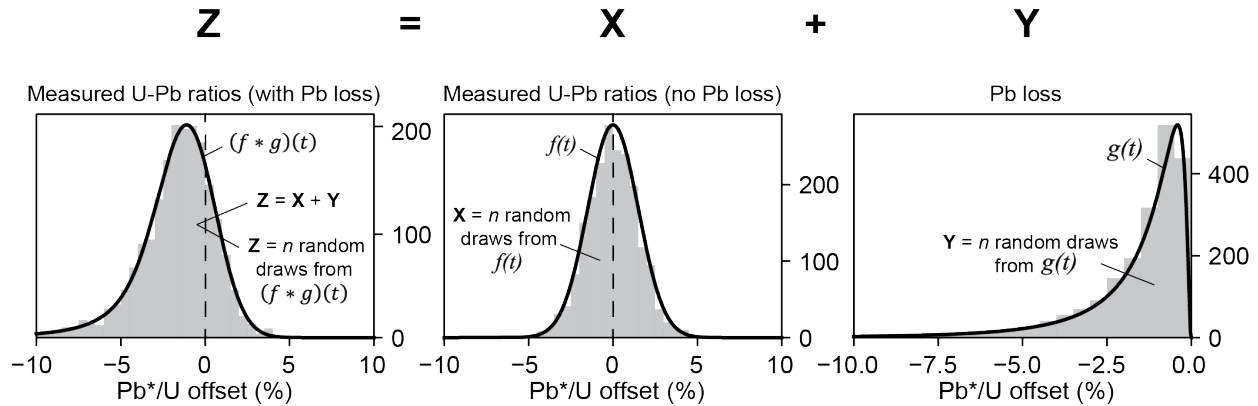 Z = X + Y
Measured U-Pb ratios (with Pb loss)
(f ∗ g)(t)
Z = X + Y
Z = n random
draws from
(f ∗ g)(t)
200
100
0
−10 −5 0 5 10
Pb*/U offset (%)
Measured U-Pb ratios (no Pb loss)
f(t)
X = n random
draws from
f(t)
200
100
0
−10 −5 0 5 10
Pb*/U offset (%)
Pb loss
g(t)
Y = n random draws
from g(t)
400
200
0
−10.0 −7.5 −5.0 −2.5 0.0
Pb*/U offset (%)